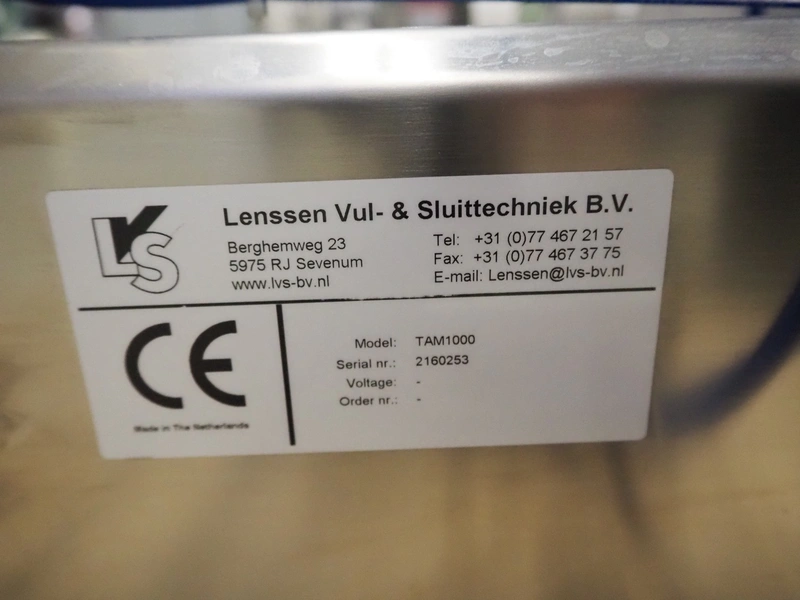 LVS
Lenssen Vul- & Sluittechniek B.V.
Berghemweg 23
5975 RJ Sevenum
www.lvs-bv.nl
Tel: +31 (0)77 467 21 57
Fax: +31 (0)77 467 37 75
E-mail: Lenssen@lvs-bv.nl
CE
Made in The Netherlands
Model: TAM1000
Serial nr.: 2160253
Voltage: -
Order nr.: -